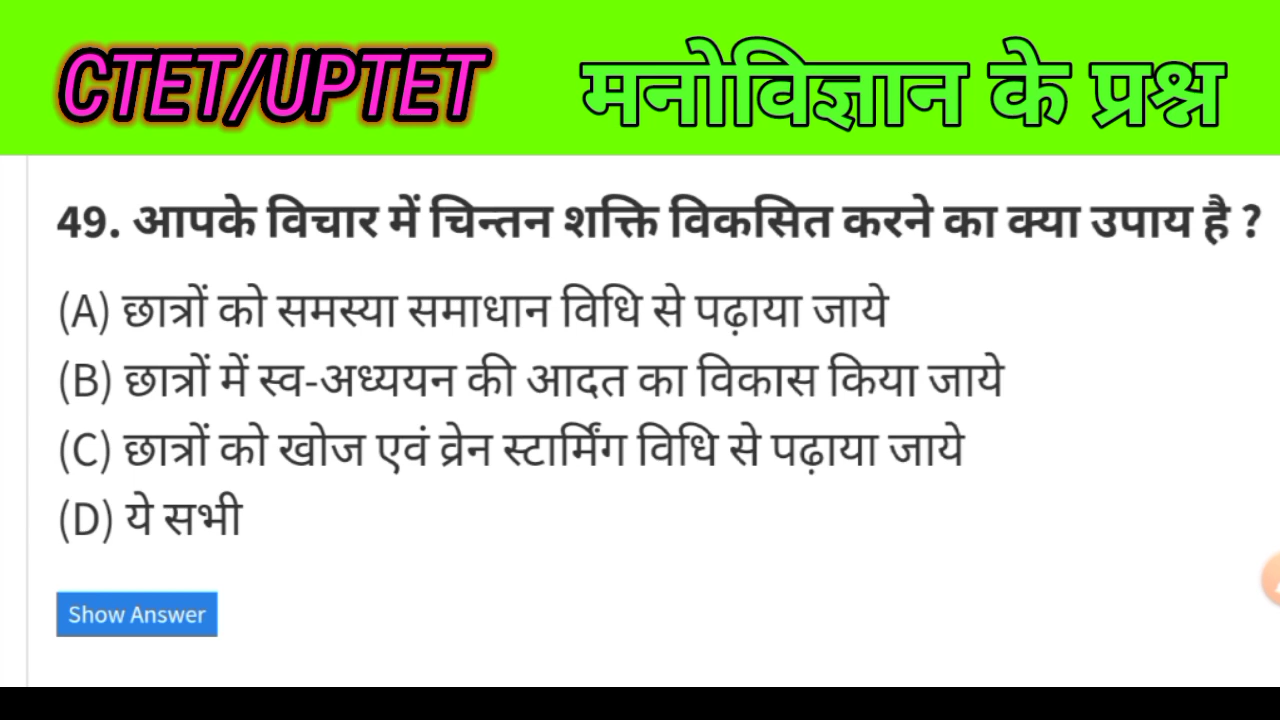 CTET/UPTET मनोविज्ञान के प्रश्न
49. आपके विचार में चिन्तन शक्ति विकसित करने का क्या उपाय है ?
(A) छात्रों को समस्या समाधान विधि से पढ़ाया जाये
(B) छात्रों में स्व-अध्ययन की आदत का विकास किया जाये
(C) छात्रों को खोज एवं व्रेन स्टार्मिंग विधि से पढ़ाया जाये
(D) ये सभी
Show Answer